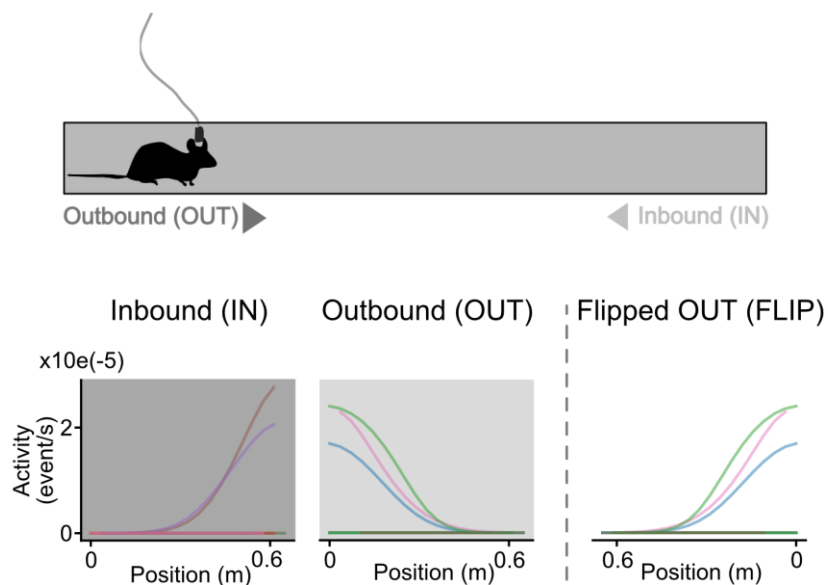 Outbound (OUT)
Inbound (IN)
Inbound (IN)
Outbound (OUT)
Flipped OUT (FLIP)
x10e(-5)
Activity
(event/s)
2
0
0
0.6
0
0.6
0.6
0
Position (m)
Position (m)
Position (m)